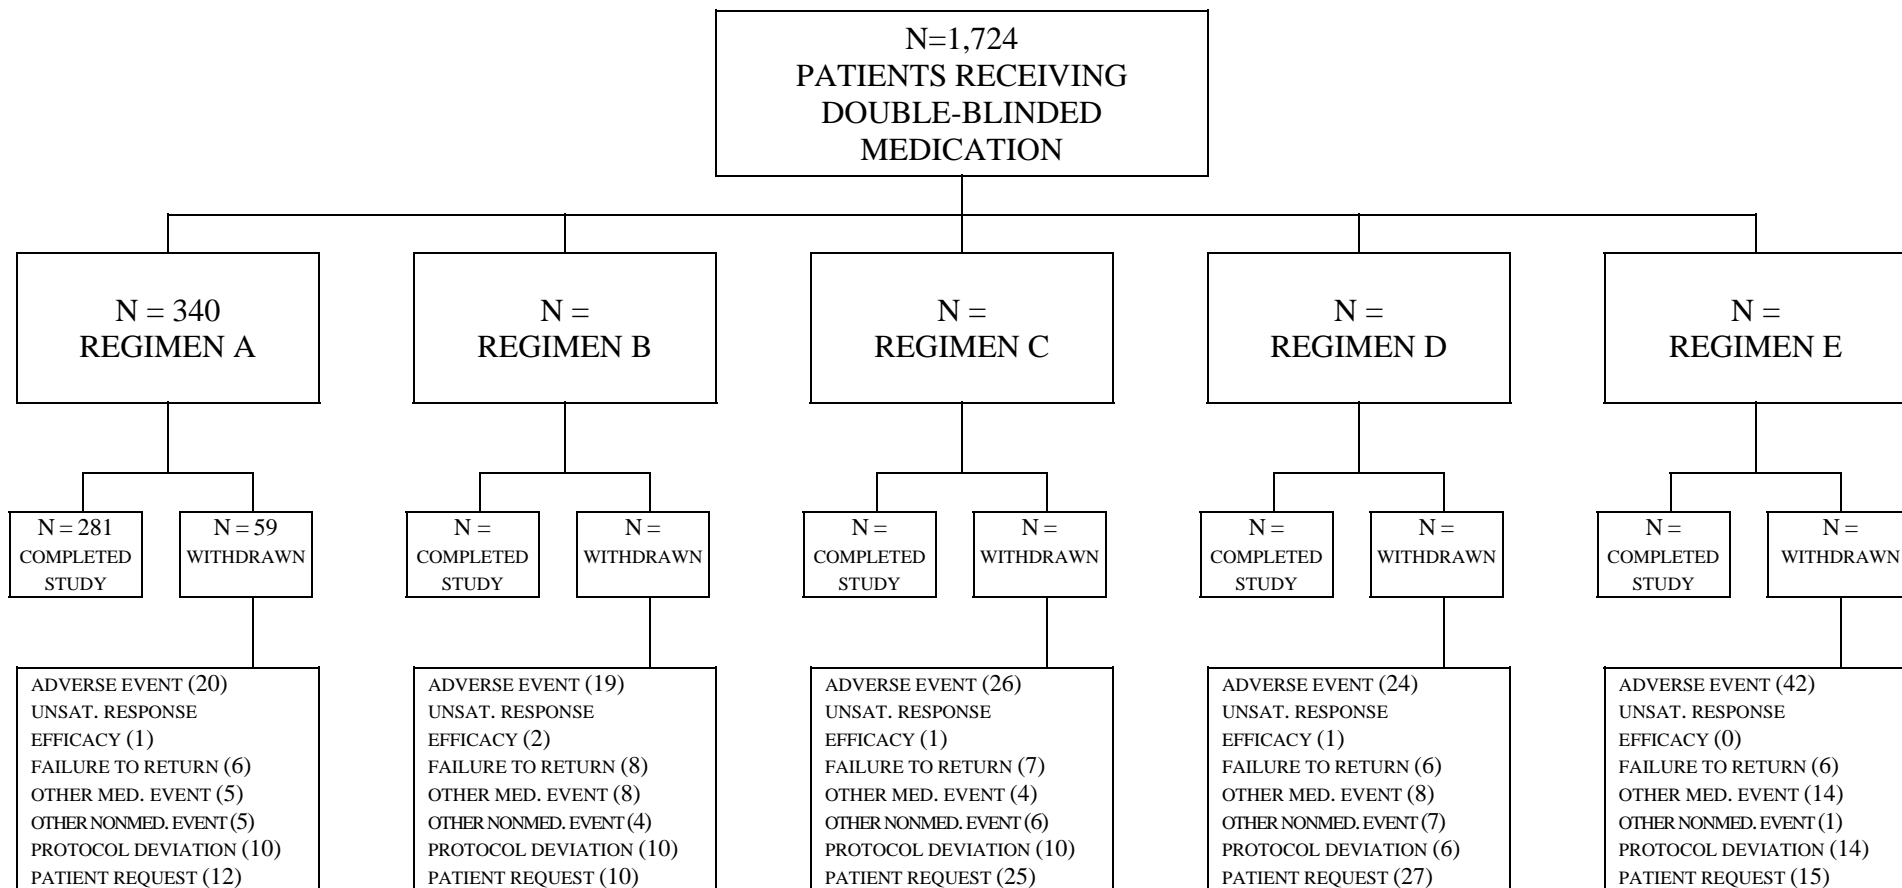 N=1,724
PATIENTS RECEIVING
DOUBLE-BLINDED
MEDICATION
N = 340
REGIMEN A
N =
REGIMEN B
N =
REGIMEN C
N =
REGIMEN D
N =
REGIMEN E
N = 281
COMPLETED
STUDY
N = 59
WITHDRAWN
N =
COMPLETED
STUDY
N =
WITHDRAWN
N =
COMPLETED
STUDY
N =
WITHDRAWN
N =
COMPLETED
STUDY
N =
WITHDRAWN
N =
COMPLETED
STUDY
N =
WITHDRAWN
ADVERSE EVENT (20)
UNSAT. RESPONSE
EFFICACY (1)
FAILURE TO RETURN (6)
OTHER MED. EVENT (5)
OTHER NONMED. EVENT (5)
PROTOCOL DEVIATION (10)
PATIENT REQUEST (12)
ADVERSE EVENT (19)
UNSAT. RESPONSE
EFFICACY (2)
FAILURE TO RETURN (8)
OTHER MED. EVENT (8)
OTHER NONMED. EVENT (4)
PROTOCOL DEVIATION (10)
PATIENT REQUEST (10)
ADVERSE EVENT (26)
UNSAT. RESPONSE
EFFICACY (1)
FAILURE TO RETURN (7)
OTHER MED. EVENT (4)
OTHER NONMED. EVENT (6)
PROTOCOL DEVIATION (10)
PATIENT REQUEST (25)
ADVERSE EVENT (24)
UNSAT. RESPONSE
EFFICACY (1)
FAILURE TO RETURN (6)
OTHER MED. EVENT (8)
OTHER NONMED. EVENT (7)
PROTOCOL DEVIATION (6)
PATIENT REQUEST (27)
ADVERSE EVENT (42)
UNSAT. RESPONSE
EFFICACY (0)
FAILURE TO RETURN (6)
OTHER MED. EVENT (14)
OTHER NONMED. EVENT (1)
PROTOCOL DEVIATION (14)
PATIENT REQUEST (15)